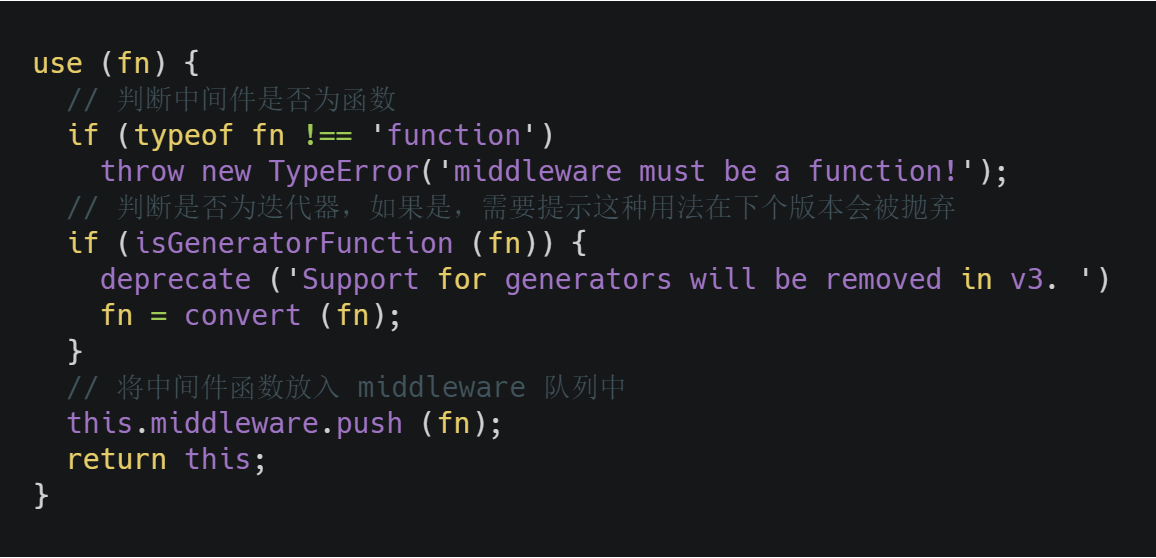 use (fn) {
  // 判断中间件是否为函数
  if (typeof fn !== 'function')
    throw new TypeError('middleware must be a function!');
  // 判断是否为迭代器，如果是，需要提示这种用法在下个版本会被抛弃
  if (isGeneratorFunction (fn)) {
    deprecate ('Support for generators will be removed in v3. ')
    fn = convert (fn);
  }
  // 将中间件函数放入 middleware 队列中
  this.middleware.push (fn);
  return this;
}